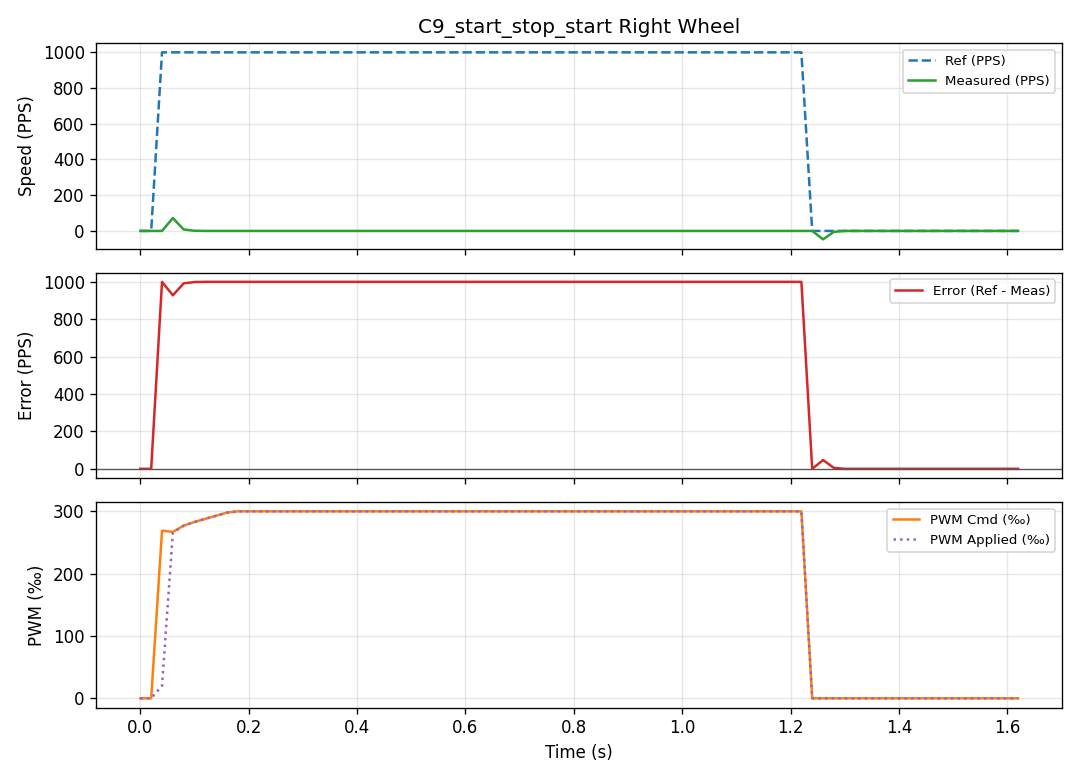 C9_start_stop_start Right Wheel
1000
800
600
400
200
0
Speed (PPS)
Ref (PPS)
Measured (PPS)
1000
800
600
400
200
0
Error (PPS)
Error (Ref - Meas)
300
200
100
0
PWM (‰)
PWM Cmd (‰)
PWM Applied (‰)
0.0 0.2 0.4 0.6 0.8 1.0 1.2 1.4 1.6
Time (s)